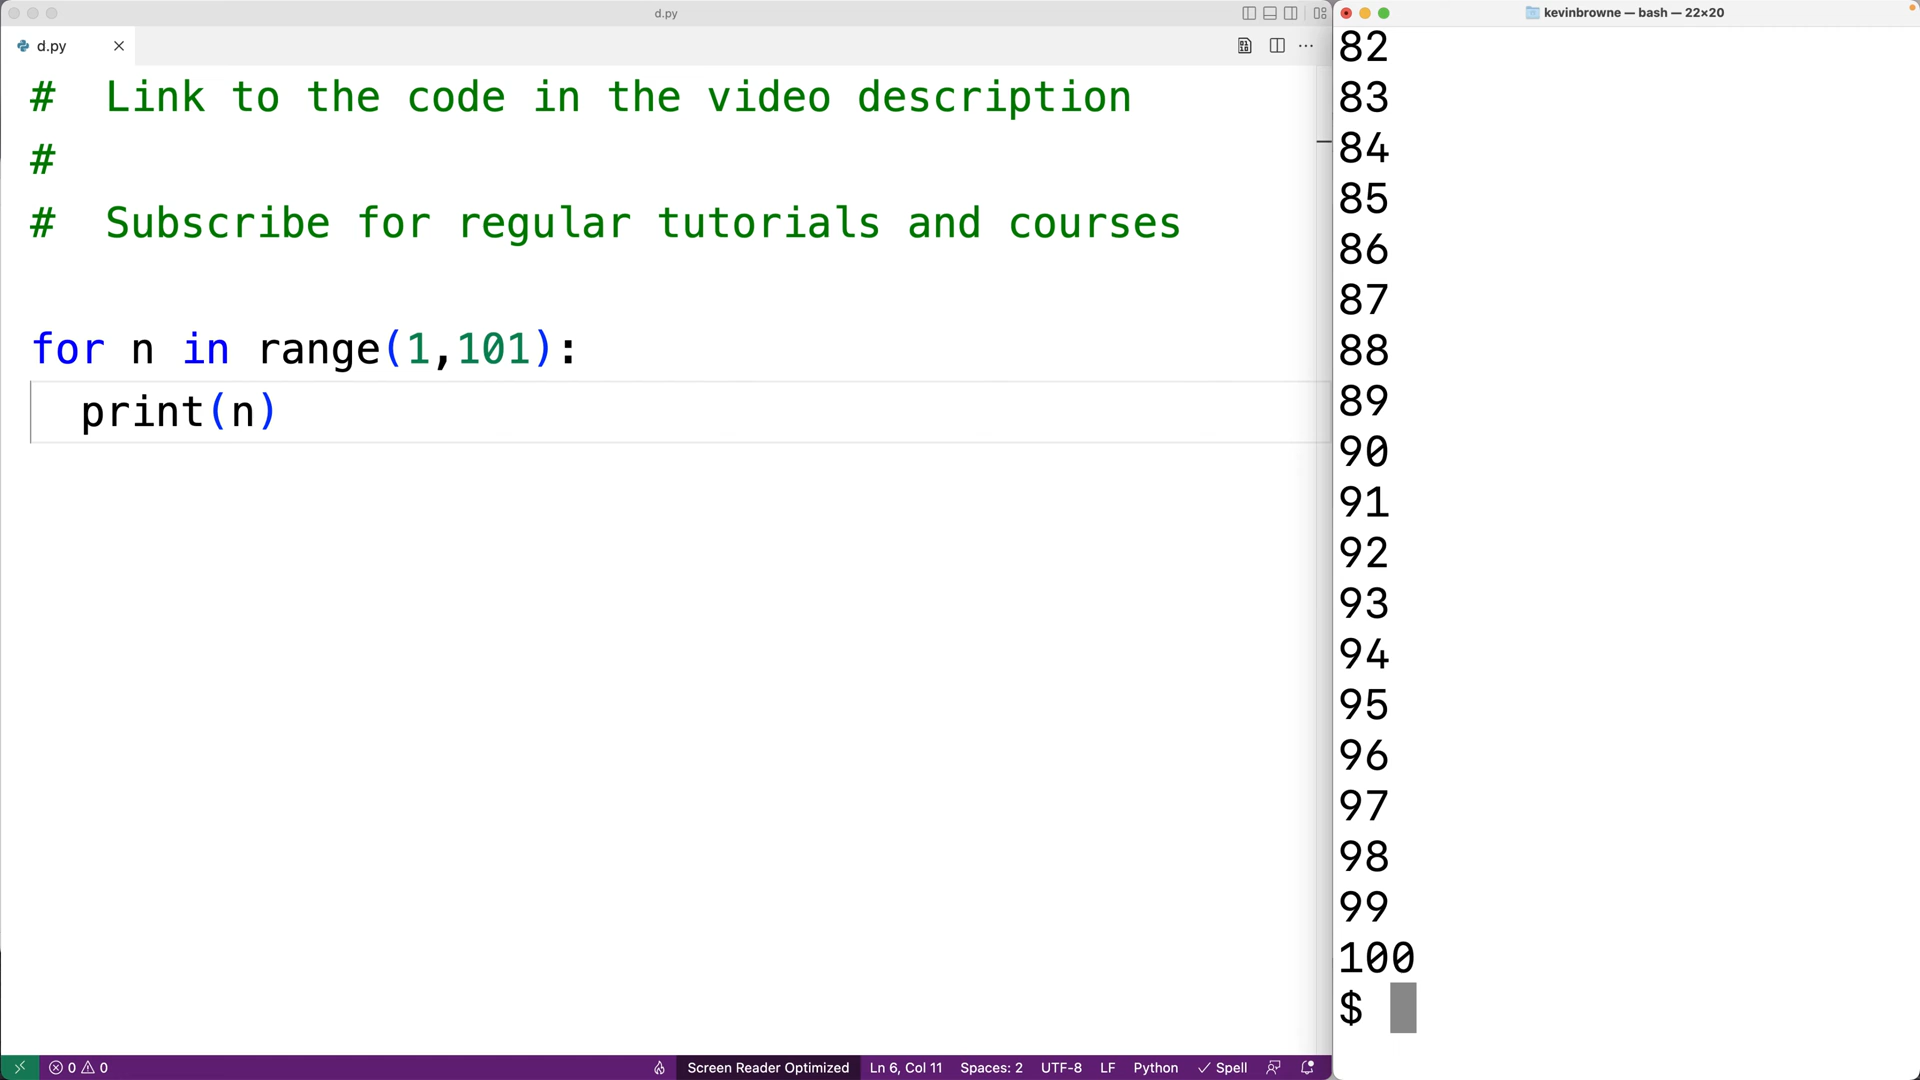 d.py
d.py
#  Link to the code in the video description
#
#  Subscribe for regular tutorials and courses
for n in range(1,101):
  print(n)
0 0
Screen Reader Optimized
Ln 6, Col 11
Spaces: 2
UTF-8
LF
Python
Spell
kevinbrowne — bash — 22×20
82
83
84
85
86
87
88
89
90
91
92
93
94
95
96
97
98
99
100
$